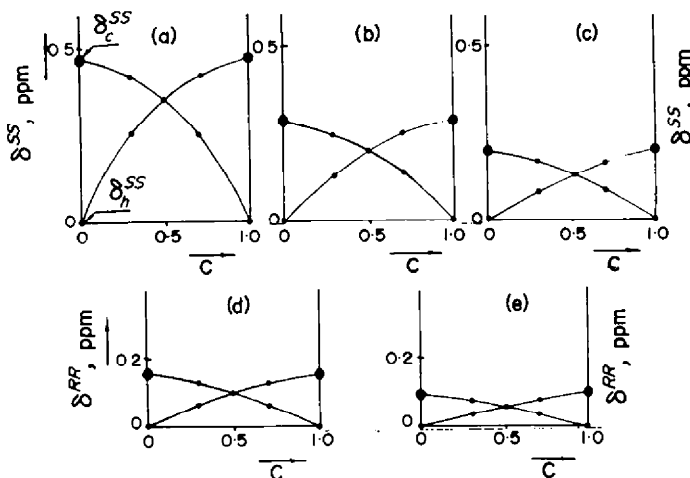 δ_c^SS
(a)
(b)
(c)
0.5
0.5
0.5
δ^SS, ppm
δ^SS, ppm
δ_h^SS
0
0
0
0 0.5 1.0
0 0.5 1.0
0 0.5 1.0
C
C
C
(d)
(e)
δ^RR, ppm
0.2
0.2
δ^RR, ppm
0
0
0 0.5 1.0
0 0.5 1.0
C
C